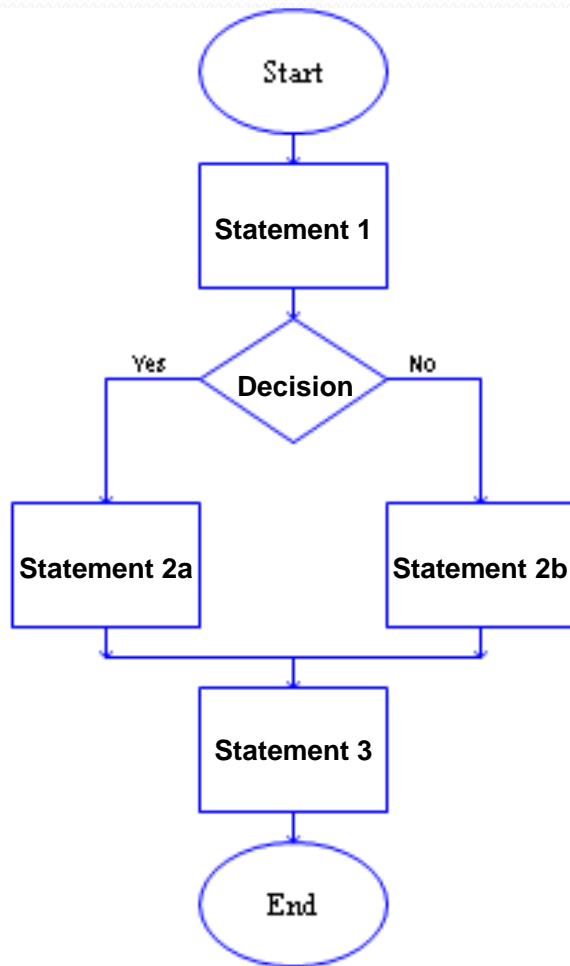 Start
Statement 1
Yes
No
Decision
Statement 2a
Statement 2b
Statement 3
End